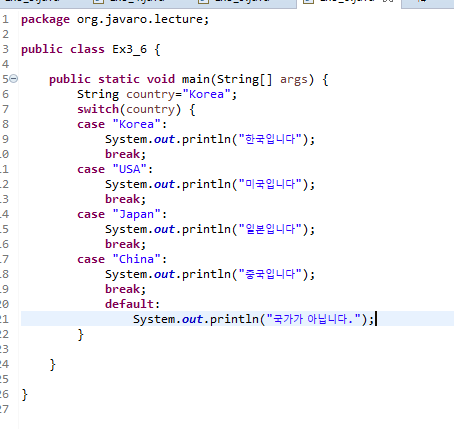 1 package org.javaro.lecture;
2
3 public class Ex3_6 {
4
5     public static void main(String[] args) {
6         String country="Korea";
7         switch(country) {
8         case "Korea":
9             System.out.println("한국입니다");
10             break;
11         case "USA":
12             System.out.println("미국입니다");
13             break;
14         case "Japan":
15             System.out.println("일본입니다");
16             break;
17         case "China":
18             System.out.println("중국입니다");
19             break;
20             default:
21                 System.out.println("국가가 아닙니다.");
22         }
23
24     }
25
26 }
27